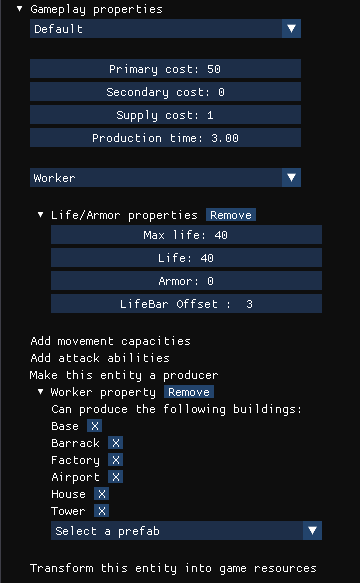 Gameplay properties
Default
Primary cost: 50
Secondary cost: 0
Supply cost: 1
Production time: 3.00
Worker
Life/Armor properties Remove
Max life: 40
Life: 40
Armor: 0
LifeBar Offset :  3
Add movement capacities
Add attack abilities
Make this entity a producer
Worker property Remove
Can produce the following buildings:
Base X
Barrack X
Factory X
Airport X
House X
Tower X
Select a prefab
Transform this entity into game resources